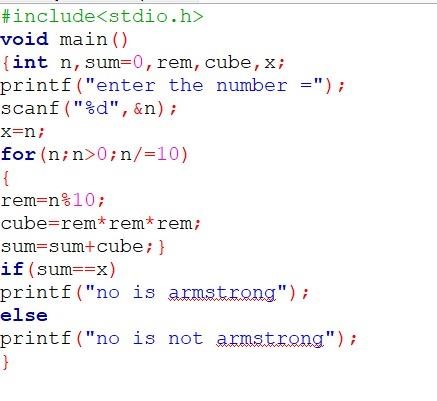 #include<stdio.h>
void main()
{int n,sum=0,rem,cube,x;
printf("enter the number =");
scanf("%d",&n);
x=n;
for(n;n>0;n/=10)
{
rem=n%10;
cube=rem*rem*rem;
sum=sum+cube;}
if(sum==x)
printf("no is armstrong");
else
printf("no is not armstrong");
}